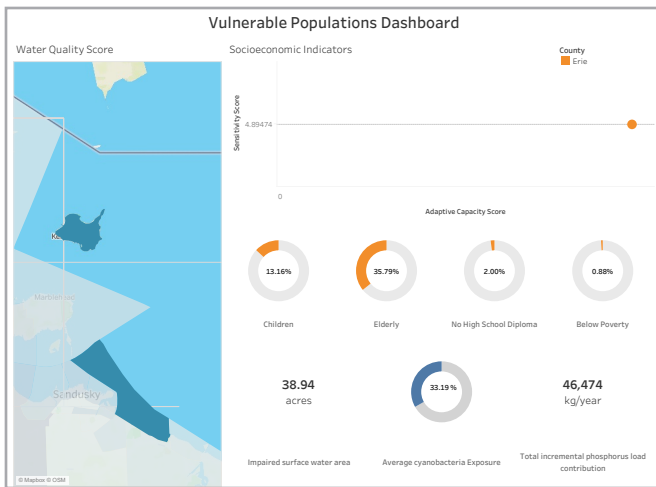 Vulnerable Populations Dashboard
Water Quality Score
Socioeconomic Indicators
County
Erie
Sensitivity Score
4.89474
0
Adaptive Capacity Score
13.16%
35.79%
2.00%
0.88%
Children
Elderly
No High School Diploma
Below Poverty
Sandusky
38.94
acres
33.19 %
46,474
kg/year
Impaired surface water area
Average cyanobacteria Exposure
Total incremental phosphorus load
contribution
© Mapbox © OSM